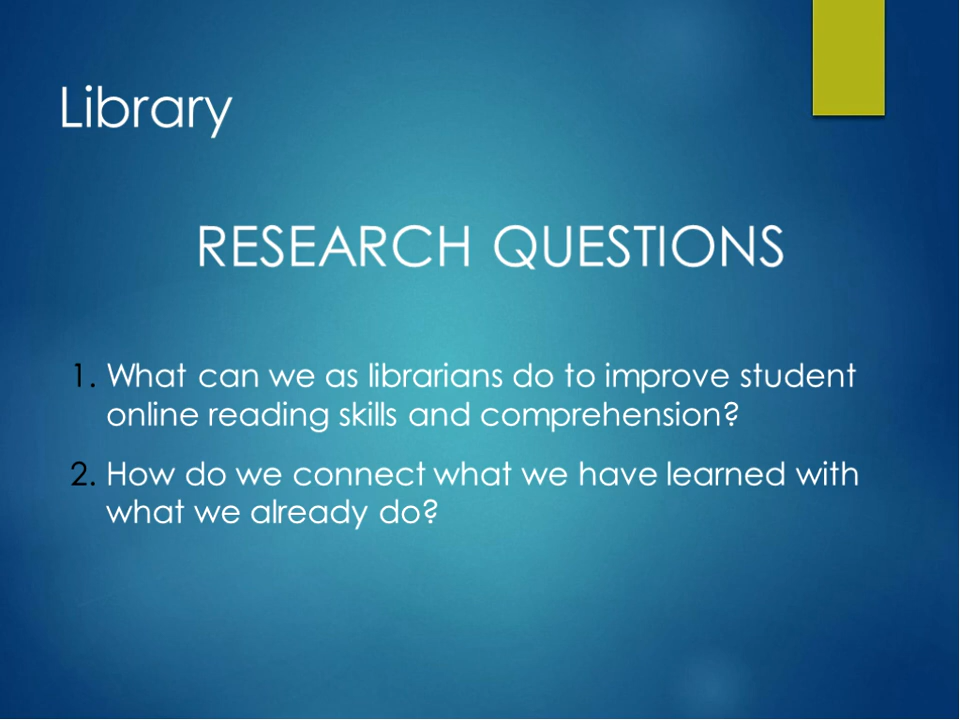 Library
RESEARCH QUESTIONS
1. What can we as librarians do to improve student
online reading skills and comprehension?
2. How do we connect what we have learned with
what we already do?